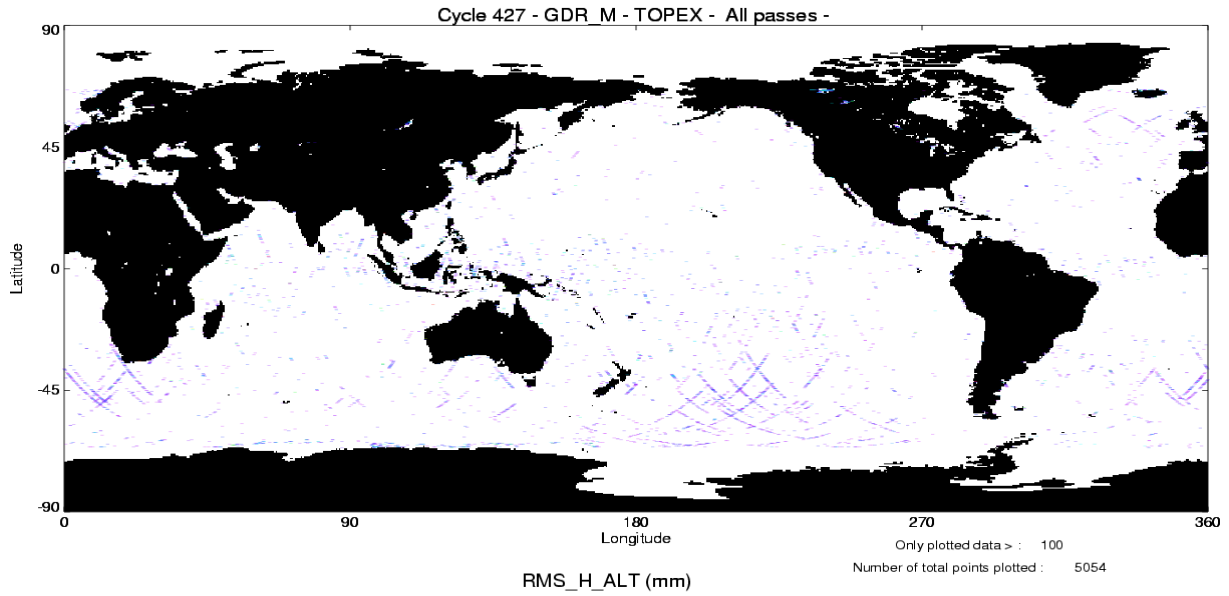 Cycle 427 - GDR_M - TOPEX - All passes -
90
45
0
-45
-90
Latitude
0 90 180 270 360
Longitude
Only plotted data > : 100
Number of total points plotted : 5054
RMS_H_ALT (mm)